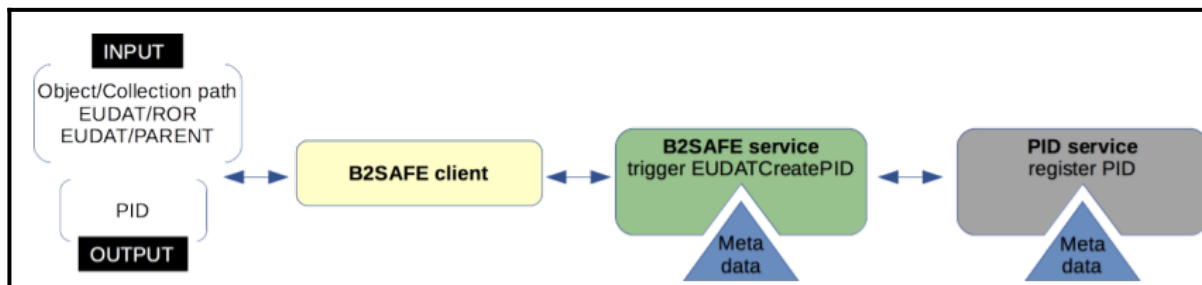 INPUT
Object/Collection path
EUDAT/ROR
EUDAT/PARENT
PID
OUTPUT
B2SAFE client
B2SAFE service
trigger EUDATCreatePID
Meta
data
PID service
register PID
Meta
data